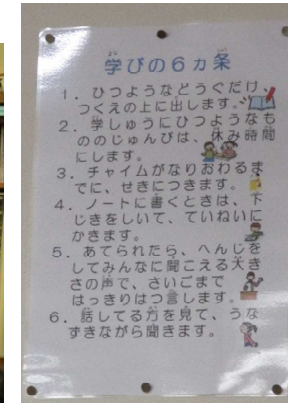 学びの6ヵ条
1．ひつようなどうぐだけ、
つくえの上に出します。
2．学しゅうにひつようなも
ののじゅんびは、休み時間
にします。
3．チャイムがなりおわるま
でに、せきにつきます。
4．ノートに書くときは、下
じきをしいて、ていねいに
かきます。
5．あてられたら、へんじを
してみんなに聞こえる大き
さの声で、さいごまで
はっきりはつ言します。
6．話してる方を見て、うな
ずきながら聞きます。